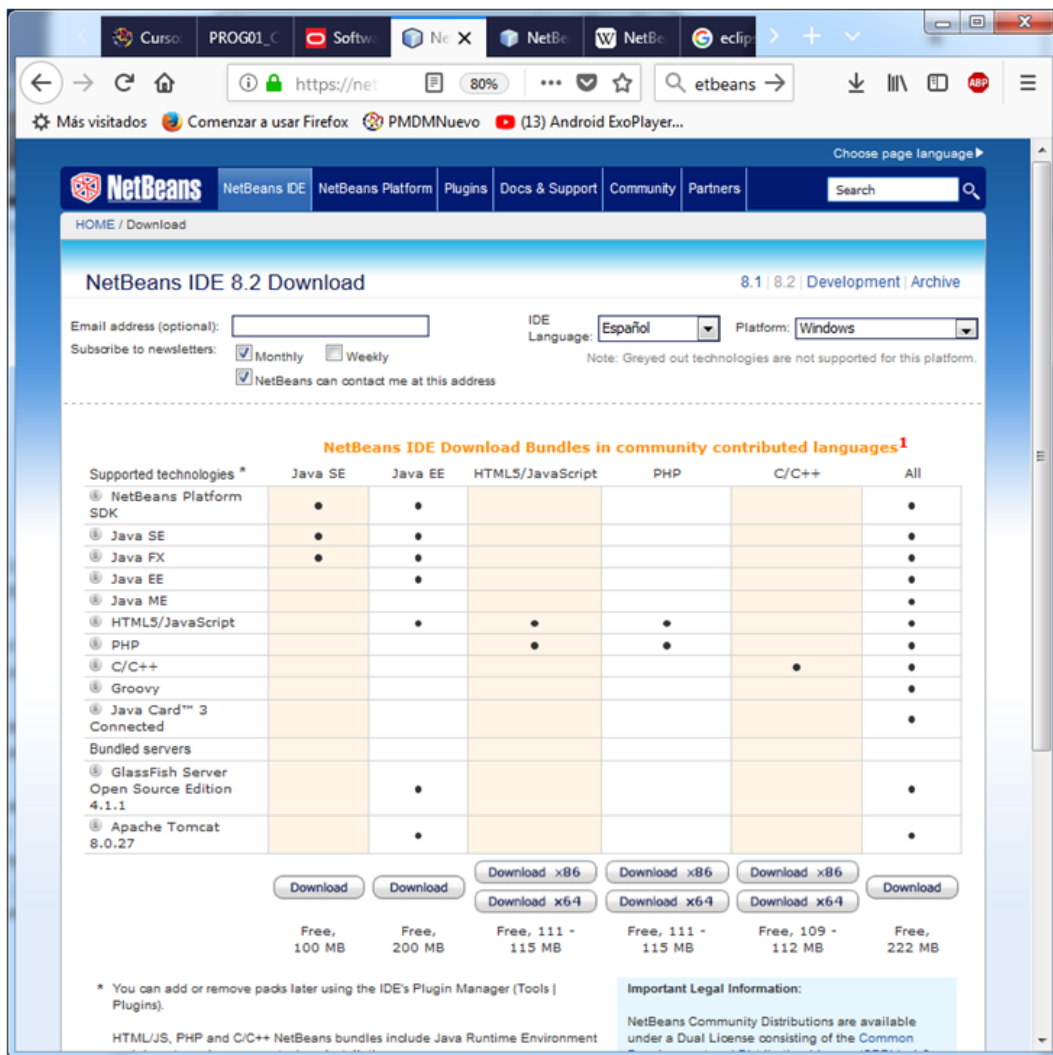 Curso
PROG01_C
Softw
Ne
NetBe
NetBe
eclip
https://net
80%
etbeans
ABP
Más visitados
Comenzar a usar Firefox
PMDMNuevo
(13) Android ExoPlayer...
Choose page language
NetBeans
NetBeans IDE
NetBeans Platform
Plugins
Docs & Support
Community
Partners
Search
HOME / Download
NetBeans IDE 8.2 Download
8.1 | 8.2 | Development | Archive
Email address (optional):
IDE Language:
Español
Platform:
Windows
Subscribe to newsletters:
Monthly
Weekly
Note: Greyed out technologies are not supported for this platform.
NetBeans can contact me at this address
NetBeans IDE Download Bundles in community contributed languages1
Supported technologies *
Java SE
Java EE
HTML5/JavaScript
PHP
C/C++
All
NetBeans Platform
SDK
Java SE
Java FX
Java EE
Java ME
HTML5/JavaScript
PHP
C/C++
Groovy
Java Card™ 3
Connected
Bundled servers
GlassFish Server
Open Source Edition
4.1.1
Apache Tomcat
8.0.27
Download
Download
Download x86
Download x64
Download x86
Download x64
Download x86
Download x64
Download
Free,
100 MB
Free,
200 MB
Free, 111 -
115 MB
Free, 111 -
115 MB
Free, 109 -
112 MB
Free,
222 MB
* You can add or remove packs later using the IDE's Plugin Manager (Tools |
Plugins).
HTML/JS, PHP and C/C++ NetBeans bundles include Java Runtime Environment
Important Legal Information:
NetBeans Community Distributions are available
under a Dual License consisting of the Common